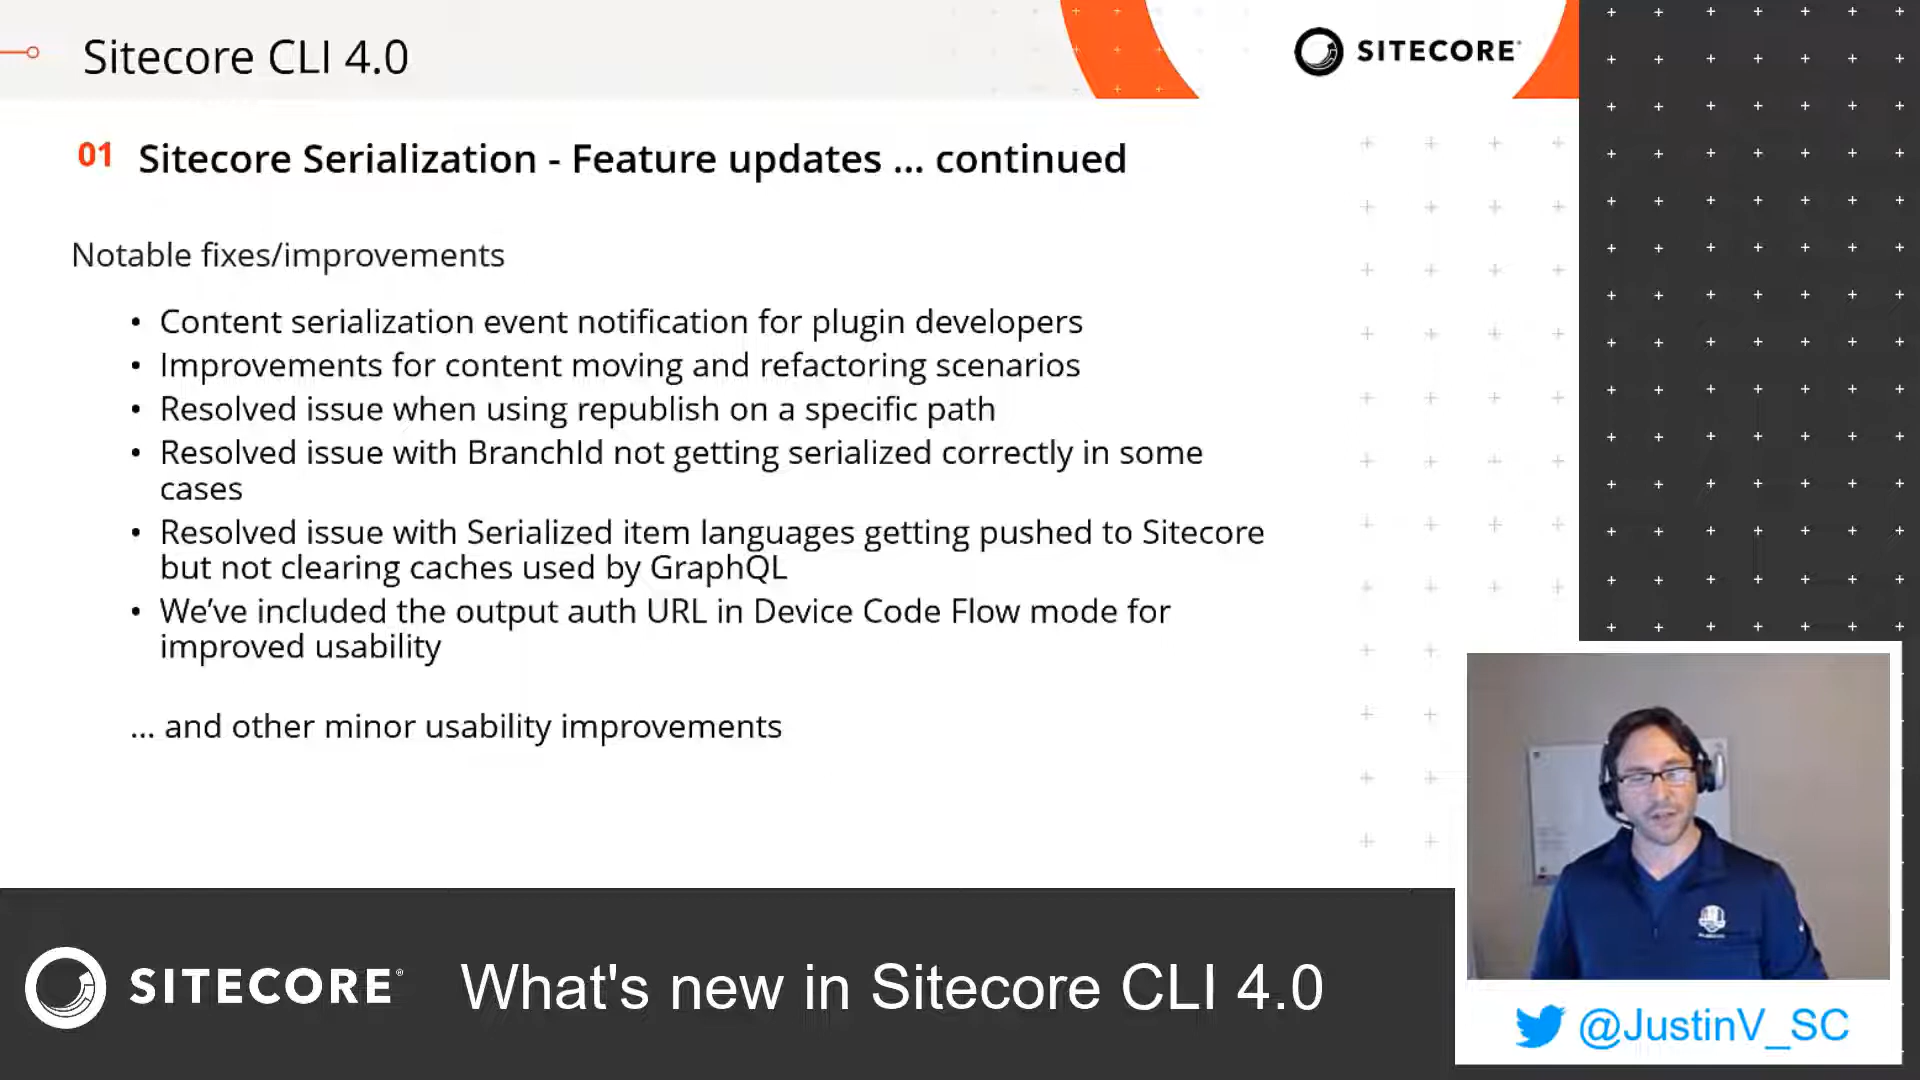 Sitecore CLI 4.0
SITECORE
01 Sitecore Serialization - Feature updates ... continued
Notable fixes/improvements
• Content serialization event notification for plugin developers
• Improvements for content moving and refactoring scenarios
• Resolved issue when using republish on a specific path
• Resolved issue with BranchId not getting serialized correctly in some
cases
• Resolved issue with Serialized item languages getting pushed to Sitecore
but not clearing caches used by GraphQL
• We’ve included the output auth URL in Device Code Flow mode for
improved usability
... and other minor usability improvements
SITECORE What's new in Sitecore CLI 4.0
@JustinV_SC